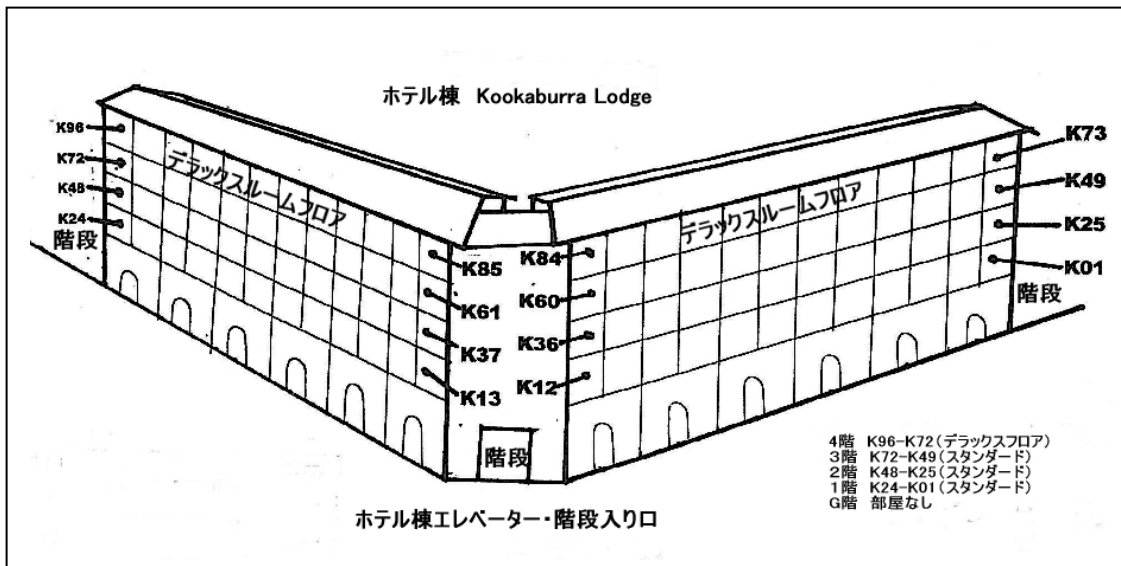 ホテル棟 Kookaburra Lodge
K96
K72
K48
K24
階段
デラックスルームフロア
K85
K61
K37
K13
K84
K60
K36
K12
デラックスルームフロア
K73
K49
K25
K01
階段
階段
ホテル棟エレベーター・階段入り口
4階 K96-K72(デラックスフロア)
3階 K72-K49(スタンダード)
2階 K48-K25(スタンダード)
1階 K24-K01(スタンダード)
G階 部屋なし